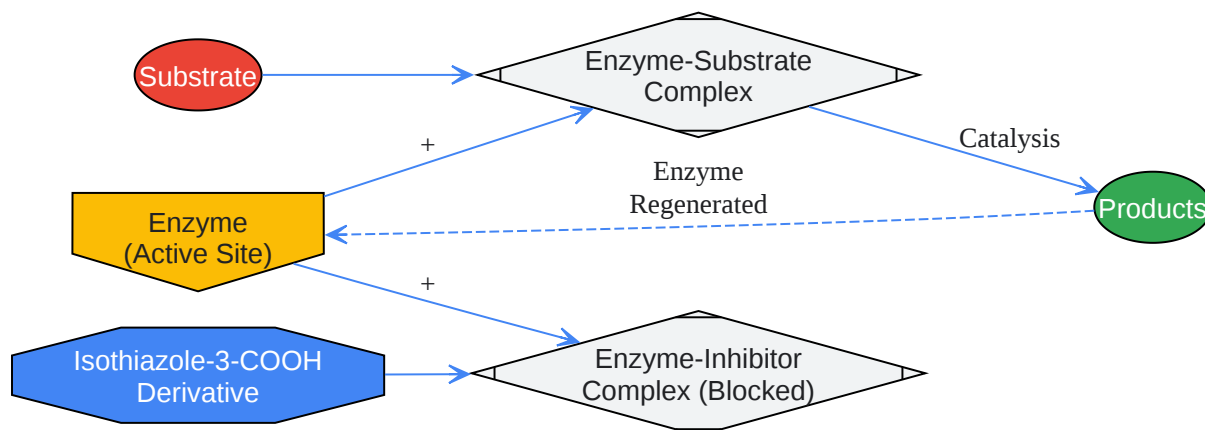 Substrate
Enzyme-Substrate
Complex
+
Catalysis
Enzyme
Regenerated
Products
Enzyme
(Active Site)
+
Isothiazole-3-COOH
Derivative
Enzyme-Inhibitor
Complex (Blocked)